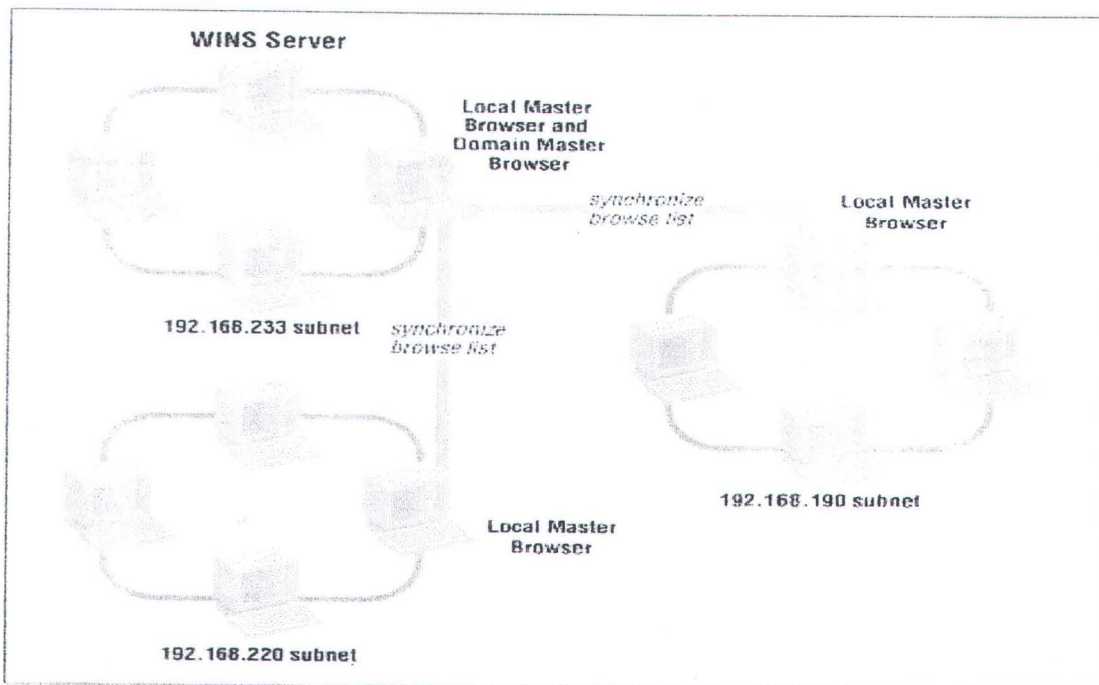 WINS Server
Local Master
Browser and
Domain Master
Browser
synchronize
browse list
Local Master
Browser
192.168.233 subnet
synchronize
browse list
192.168.190 subnet
Local Master
Browser
192.168.220 subnet